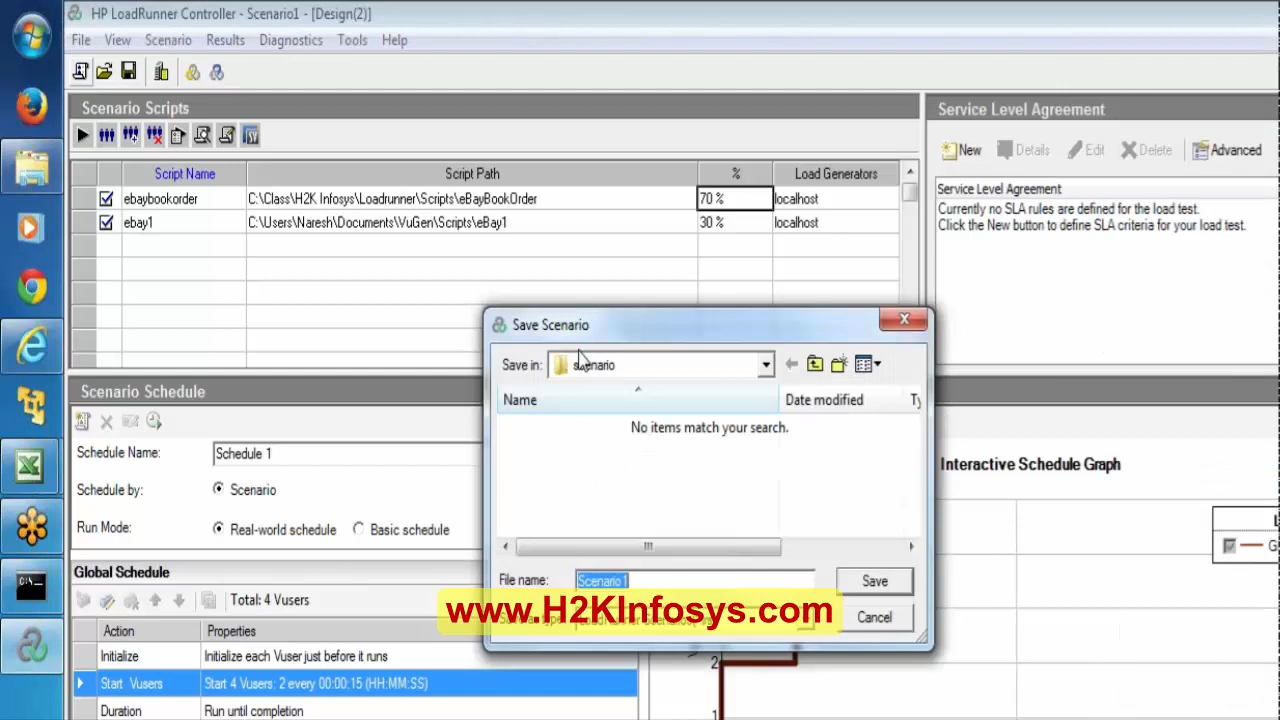 HP LoadRunner Controller - Scenario1 - [Design(2)]
File View Scenario Results Diagnostics Tools Help
Scenario Scripts
Script Name Script Path % Load Generators
ebaybookorder C:\Class\H2K Infosys\Loadrunner\Scripts\eBayBookOrder 70 % localhost
ebay1 C:\Users\Naresh\Documents\VuGen\Scripts\eBay1 30 % localhost
Service Level Agreement
New Details Edit Delete Advanced
Service Level Agreement
Currently no SLA rules are defined for the load test.
Click the New button to define SLA criteria for your load test.
Save Scenario
Save in: scenario
Name Date modified Ty
No items match your search.
File name: Scenario1 Save
Cancel
Scenario Schedule
Schedule Name: Schedule 1
Schedule by: Scenario
Run Mode: Real-world schedule Basic schedule
Global Schedule
Total: 4 Vusers
Action Properties
Initialize Initialize each Vuser just before it runs
Start Vusers Start 4 Vusers: 2 every 00:00:15 (HH:MM:SS)
Duration Run until completion
Interactive Schedule Graph
2
1
www.H2KInfosys.com